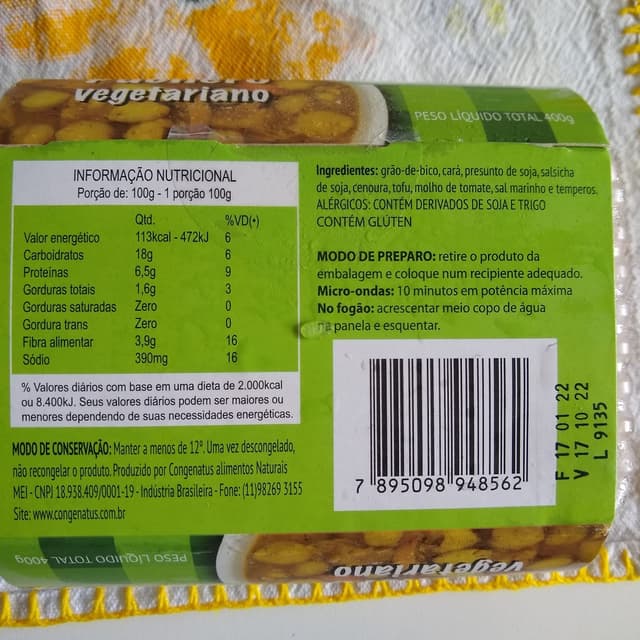 vegetariano
PESO LÍQUIDO TOTAL 400g
INFORMAÇÃO NUTRICIONAL
Porção de: 100g - 1 porção 100g
Qtd. %VD(•)
Valor energético 113kcal - 472kJ 6
Carboidratos 18g 6
Proteínas 6,5g 9
Gorduras totais 1,6g 3
Gorduras saturadas Zero 0
Gordura trans Zero 0
Fibra alimentar 3,9g 16
Sódio 390mg 16
% Valores diários com base em uma dieta de 2.000kcal
ou 8.400kJ. Seus valores diários podem ser maiores ou
menores dependendo de suas necessidades energéticas.
MODO DE CONSERVAÇÃO: Manter a menos de 12°. Uma vez descongelado,
não recongelar o produto. Produzido por Congenatus alimentos Naturais
MEI - CNPJ 18.938.409/0001-19 - Indústria Brasileira - Fone: (11)98269 3155
Site: www.congenatus.com.br
Ingredientes: grão-de-bico, cará, presunto de soja, salsicha
de soja, cenoura, tofu, molho de tomate, sal marinho e temperos.
ALÉRGICOS: CONTÉM DERIVADOS DE SOJA E TRIGO
CONTÉM GLÚTEN
MODO DE PREPARO: retire o produto da
embalagem e coloque num recipiente adequado.
Micro-ondas: 10 minutos em potência máxima
No fogão: acrescentar meio copo de água
na panela e esquentar.
7 895098 948562
F 17 01 22
V 17 10 22
L 9135
PESO LÍQUIDO TOTAL 400g
vegetariano